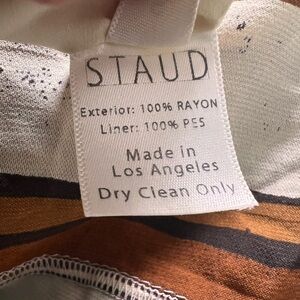 STAUD
Exterior: 100% RAYON
Liner: 100% PES
Made in
Los Angeles
Dry Clean Only